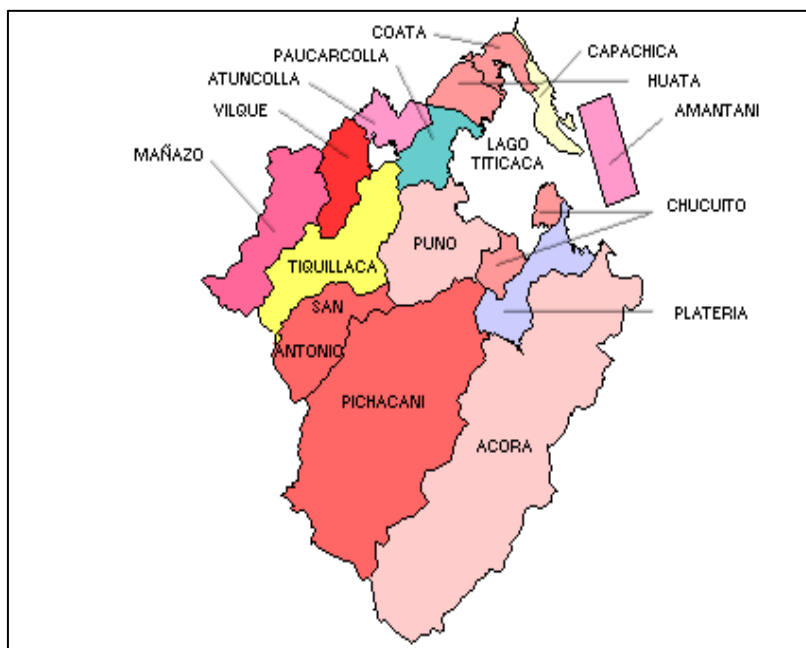 COATA
PAUCARCOLLA
CAPACHICA
ATUNCOLLA
HUATA
VILQUE
AMANTANI
MAÑAZO
LAGO
TITICACA
CHUCUITO
PUNO
TIQUILLACA
SAN
ANTONIO
PLATERIA
PICHACANI
ACORA